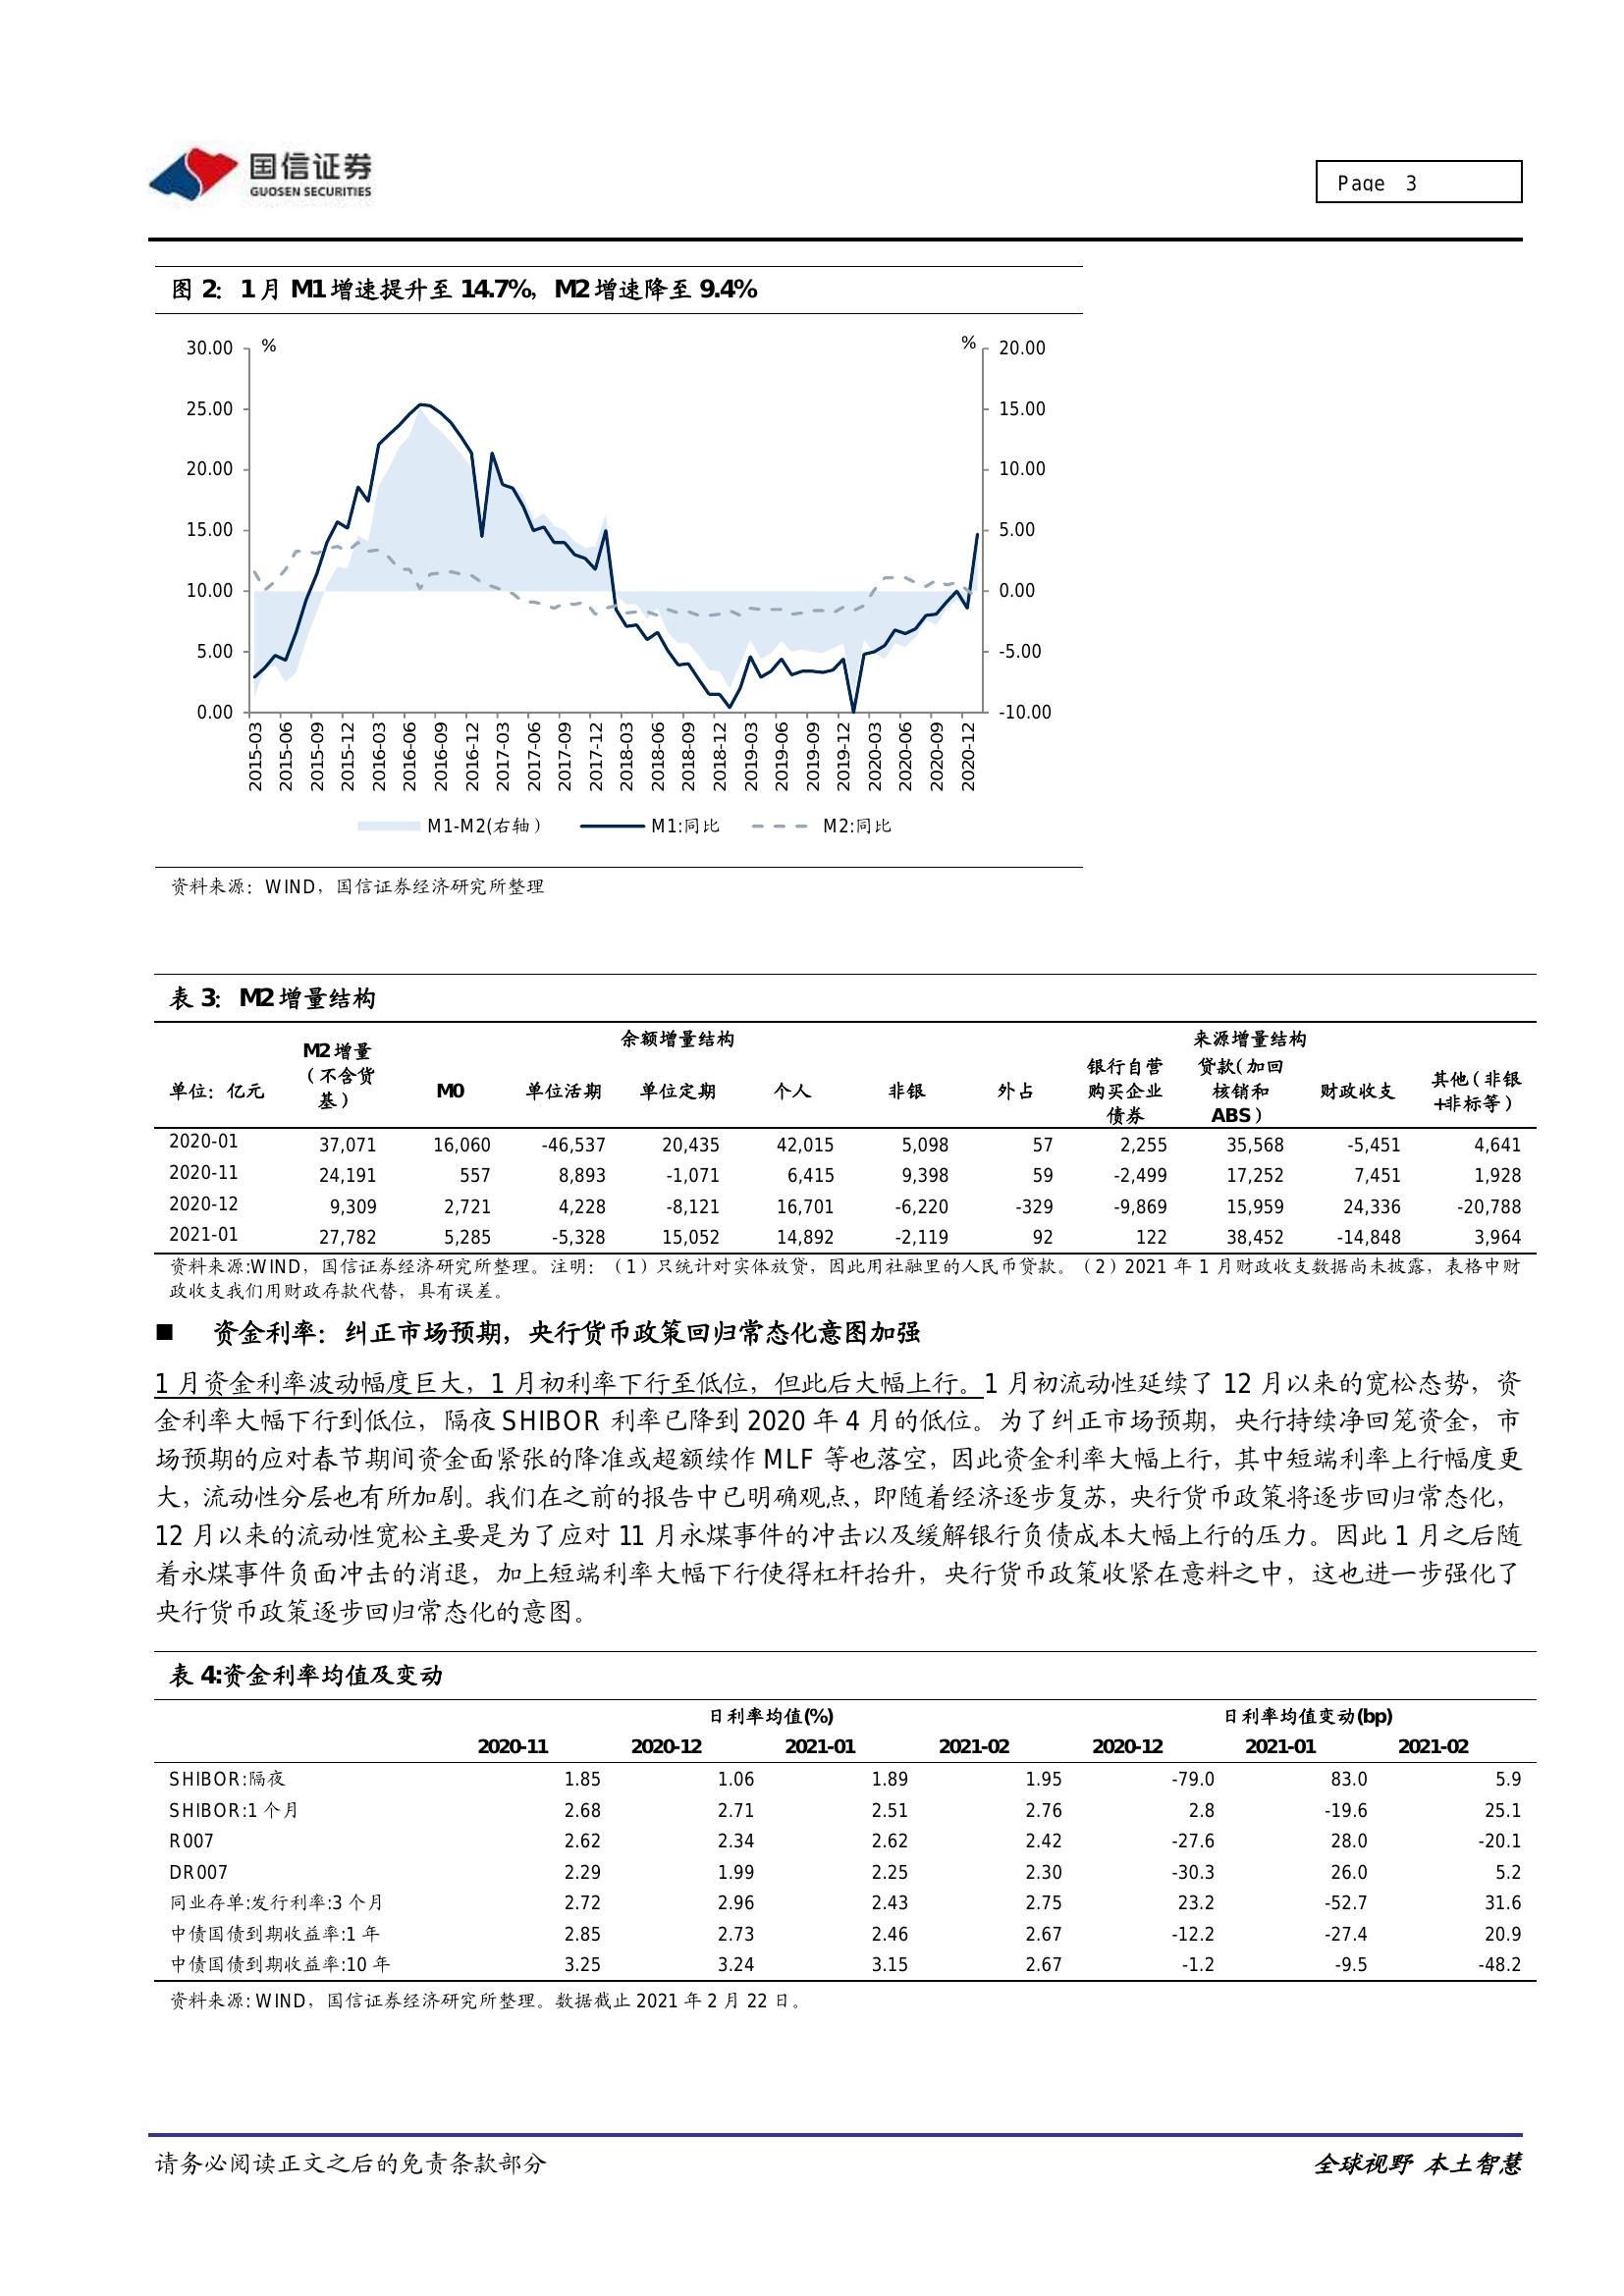 国信证券
GUOSEN SECURITIES
Page 3
图 2：1 月 M1 增速提升至 14.7%，M2 增速降至 9.4%
% %
30.00 20.00
25.00 15.00
20.00 10.00
15.00 5.00
10.00 0.00
5.00 -5.00
0.00 -10.00
2015-03 2015-06 2015-09 2015-12 2016-03 2016-06 2016-09 2016-12 2017-03 2017-06 2017-09 2017-12 2018-03 2018-06 2018-09 2018-12 2019-03 2019-06 2019-09 2019-12 2020-03 2020-06 2020-09 2020-12
M1-M2(右轴） M1:同比 M2:同比
资料来源：WIND，国信证券经济研究所整理
表 3：M2 增量结构
余额增量结构 来源增量结构
单位：亿元 M2 增量（不含货基） M0 单位活期 单位定期 个人 非银 外占 银行自营购买企业债券 贷款(加回核销和 ABS） 财政收支 其他（非银+非标等）
2020-01 37,071 16,060 -46,537 20,435 42,015 5,098 57 2,255 35,568 -5,451 4,641
2020-11 24,191 557 8,893 -1,071 6,415 9,398 59 -2,499 17,252 7,451 1,928
2020-12 9,309 2,721 4,228 -8,121 16,701 -6,220 -329 -9,869 15,959 24,336 -20,788
2021-01 27,782 5,285 -5,328 15,052 14,892 -2,119 92 122 38,452 -14,848 3,964
资料来源:WIND，国信证券经济研究所整理。注明：（1）只统计对实体放贷，因此用社融里的人民币贷款。（2）2021 年 1 月财政收支数据尚未披露，表格中财
政收支我们用财政存款代替，具有误差。
■ 资金利率：纠正市场预期，央行货币政策回归常态化意图加强
1 月资金利率波动幅度巨大，1 月初利率下行至低位，但此后大幅上行。1 月初流动性延续了 12 月以来的宽松态势，资
金利率大幅下行到低位，隔夜 SHIBOR 利率已降到 2020 年 4 月的低位。为了纠正市场预期，央行持续净回笼资金，市
场预期的应对春节期间资金面紧张的降准或超额续作 MLF 等也落空，因此资金利率大幅上行，其中短端利率上行幅度更
大，流动性分层也有所加剧。我们在之前的报告中已明确观点，即随着经济逐步复苏，央行货币政策将逐步回归常态化，
12 月以来的流动性宽松主要是为了应对 11 月永煤事件的冲击以及缓解银行负债成本大幅上行的压力。因此 1 月之后随
着永煤事件负面冲击的消退，加上短端利率大幅下行使得杠杆抬升，央行货币政策收紧在意料之中，这也进一步强化了
央行货币政策逐步回归常态化的意图。
表 4:资金利率均值及变动
日利率均值(%) 日利率均值变动(bp)
2020-11 2020-12 2021-01 2021-02 2020-12 2021-01 2021-02
SHIBOR:隔夜 1.85 1.06 1.89 1.95 -79.0 83.0 5.9
SHIBOR:1 个月 2.68 2.71 2.51 2.76 2.8 -19.6 25.1
R007 2.62 2.34 2.62 2.42 -27.6 28.0 -20.1
DR007 2.29 1.99 2.25 2.30 -30.3 26.0 5.2
同业存单:发行利率:3 个月 2.72 2.96 2.43 2.75 23.2 -52.7 31.6
中债国债到期收益率:1 年 2.85 2.73 2.46 2.67 -12.2 -27.4 20.9
中债国债到期收益率:10 年 3.25 3.24 3.15 2.67 -1.2 -9.5 -48.2
资料来源: WIND，国信证券经济研究所整理。数据截止 2021 年 2 月 22 日。
请务必阅读正文之后的免责条款部分 全球视野 本土智慧